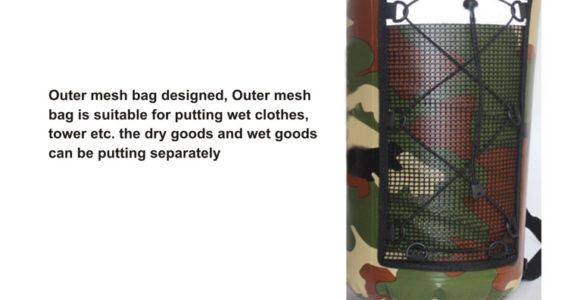 Outer mesh bag designed, Outer mesh
bag is suitable for putting wet clothes,
tower etc. the dry goods and wet goods
can be putting separately